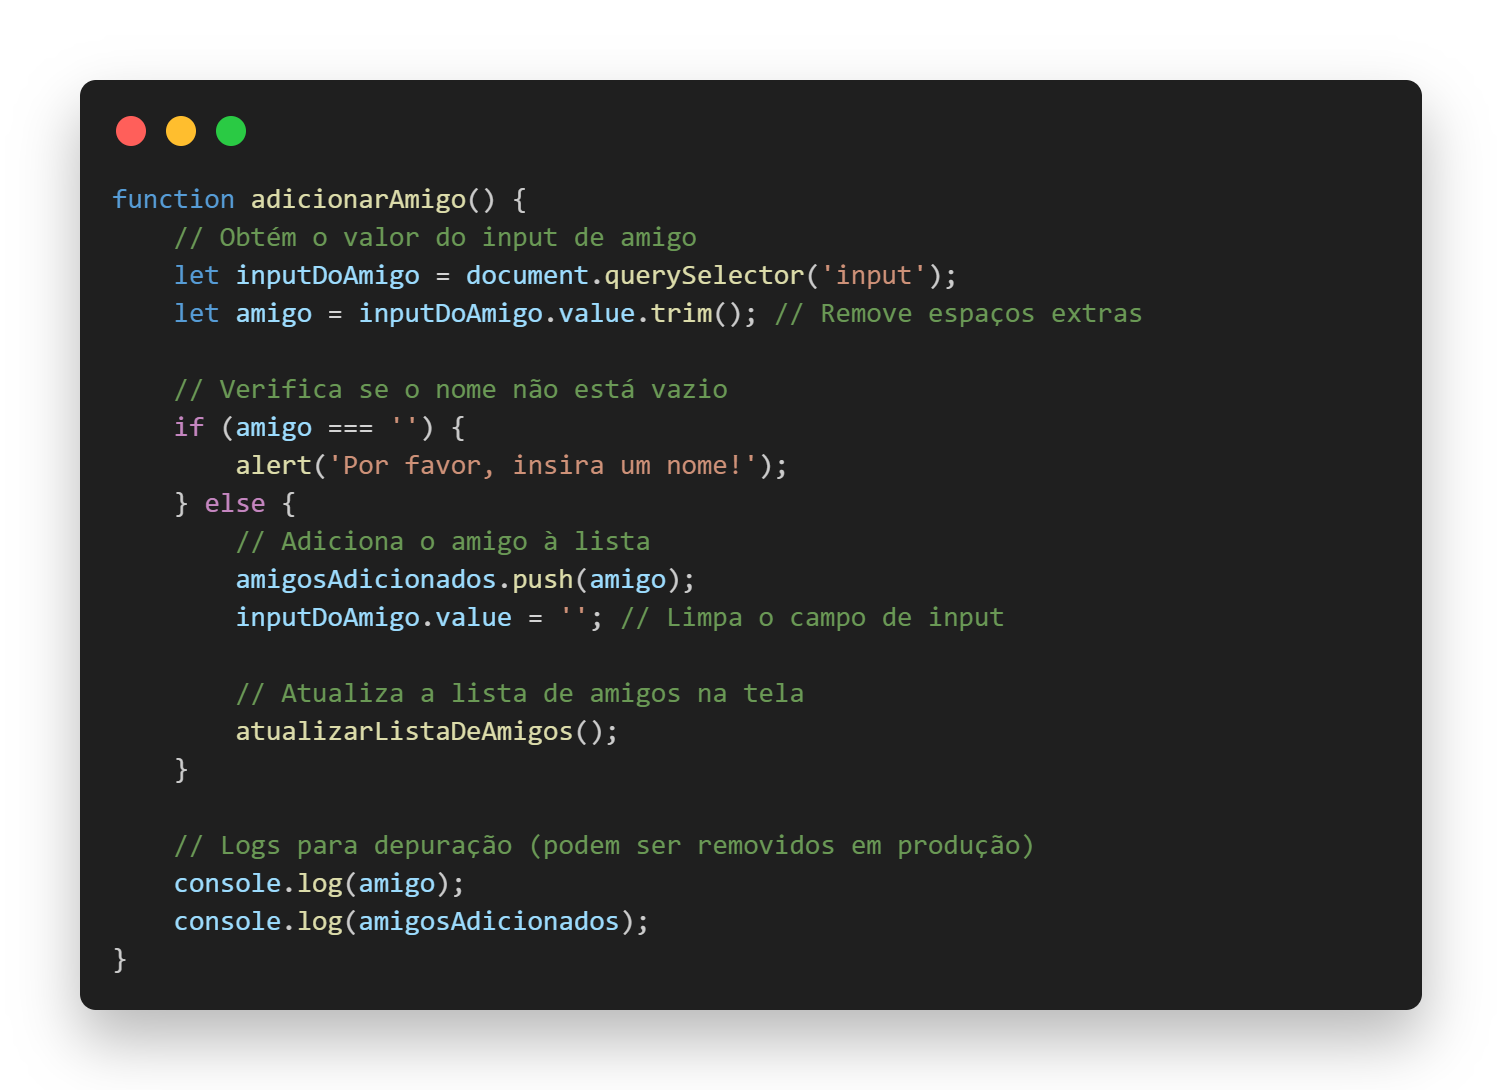 function adicionarAmigo() {
    // Obtém o valor do input de amigo
    let inputDoAmigo = document.querySelector('input');
    let amigo = inputDoAmigo.value.trim(); // Remove espaços extras

    // Verifica se o nome não está vazio
    if (amigo === '') {
        alert('Por favor, insira um nome!');
    } else {
        // Adiciona o amigo à lista
        amigosAdicionados.push(amigo);
        inputDoAmigo.value = ''; // Limpa o campo de input

        // Atualiza a lista de amigos na tela
        atualizarListaDeAmigos();
    }

    // Logs para depuração (podem ser removidos em produção)
    console.log(amigo);
    console.log(amigosAdicionados);
}